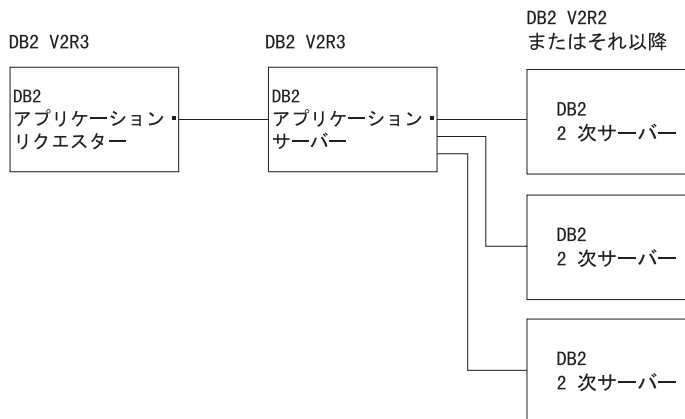 DB2 V2R3
DB2 V2R3
DB2 V2R2
またはそれ以降
DB2
アプリケーション
リクエスター
DB2
アプリケーション
サーバー
DB2
2 次サーバー
DB2
2 次サーバー
DB2
2 次サーバー